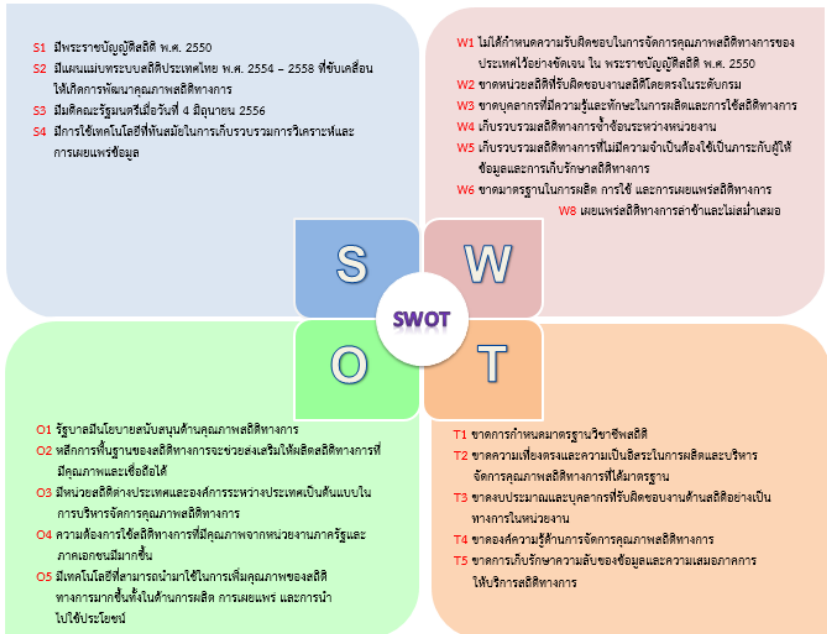 S1 มีพระราชบัญญัติสถิติ พ.ศ. 2550
S2 มีแผนแม่บทระบบสถิติประเทศไทย พ.ศ. 2554 – 2558 ที่ขับเคลื่อน
ให้เกิดการพัฒนาคุณภาพสถิติทางการ
S3 มีมติคณะรัฐมนตรีเมื่อวันที่ 4 มิถุนายน 2556
S4 มีการใช้เทคโนโลยีที่ทันสมัยในการเก็บรวบรวมการวิเคราะห์และ
การเผยแพร่ข้อมูล
W1 ไม่ได้กำหนดความรับผิดชอบในการจัดการคุณภาพสถิติทางการของ
ประเทศไว้อย่างชัดเจน ใน พระราชบัญญัติสถิติ พ.ศ. 2550
W2 ขาดหน่วยสถิติที่รับผิดชอบงานสถิติโดยตรงในระดับกรม
W3 ขาดบุคลากรที่มีความรู้และทักษะในการผลิตและการใช้สถิติทางการ
W4 เก็บรวบรวมสถิติทางการซ้ำซ้อนระหว่างหน่วยงาน
W5 เก็บรวบรวมสถิติทางการที่ไม่มีความจำเป็นต้องใช้เป็นภาระกับผู้ให้
ข้อมูลและการเก็บรักษาสถิติทางการ
W6 ขาดมาตรฐานในการผลิต การใช้ และการเผยแพร่สถิติทางการ
W8 เผยแพร่สถิติทางการล่าช้าและไม่สม่ำเสมอ
S
W
SWOT
O
T
O1 รัฐบาลมีนโยบายสนับสนุนด้านคุณภาพสถิติทางการ
O2 หลักการพื้นฐานของสถิติทางการจะช่วยส่งเสริมให้ผลิตสถิติทางการที่
มีคุณภาพและเชื่อถือได้
O3 มีหน่วยสถิติต่างประเทศและองค์การระหว่างประเทศเป็นต้นแบบใน
การบริหารจัดการคุณภาพสถิติทางการ
O4 ความต้องการใช้สถิติทางการที่มีคุณภาพจากหน่วยงานภาครัฐและ
ภาคเอกชนมีมากขึ้น
O5 มีเทคโนโลยีที่สามารถนำมาใช้ในการเพิ่มคุณภาพของสถิติ
ทางการมากขึ้นทั้งในด้านการผลิต การเผยแพร่ และการนำ
ไปใช้ประโยชน์
T1 ขาดการกำหนดมาตรฐานวิชาชีพสถิติ
T2 ขาดความเที่ยงตรงและความเป็นอิสระในการผลิตและบริหาร
จัดการคุณภาพสถิติทางการที่ได้มาตรฐาน
T3 ขาดงบประมาณและบุคลากรที่รับผิดชอบงานด้านสถิติอย่างเป็น
ทางการในหน่วยงาน
T4 ขาดองค์ความรู้ด้านการจัดการคุณภาพสถิติทางการ
T5 ขาดการเก็บรักษาความลับของข้อมูลและความเสมอภาคการ
ให้บริการสถิติทางการ